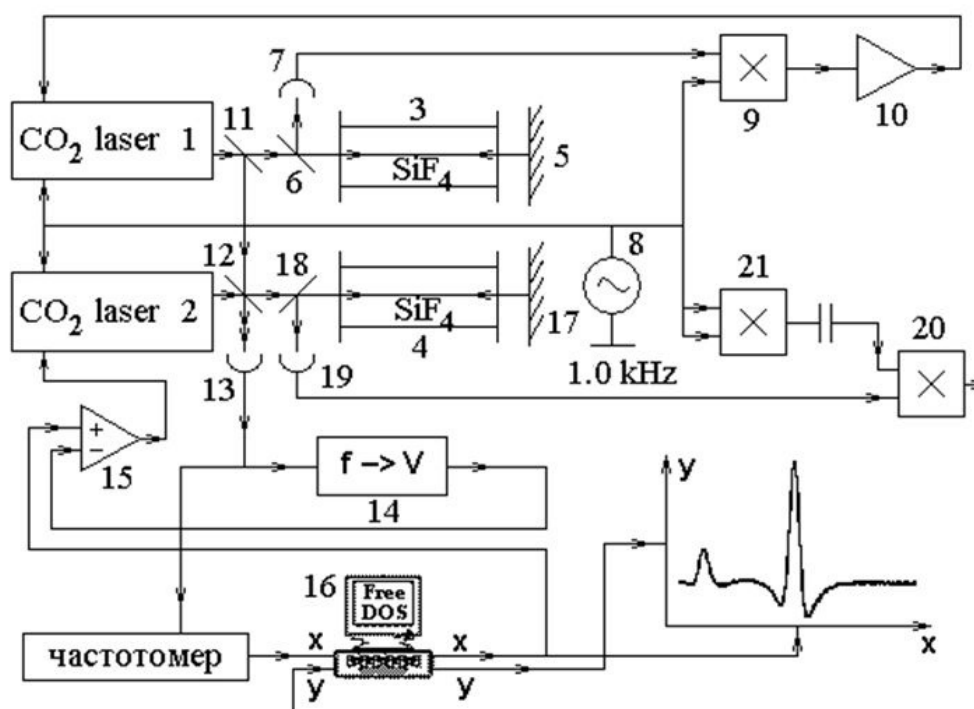 7
3
9
10
11
CO2 laser 1
6
SiF4
5
8
12
18
21
CO2 laser 2
SiF4
4
17
20
13
19
1.0 kHz
+
−
15
f –> V
14
y
16
Free
DOS
частотомер
x
x
y
y
x